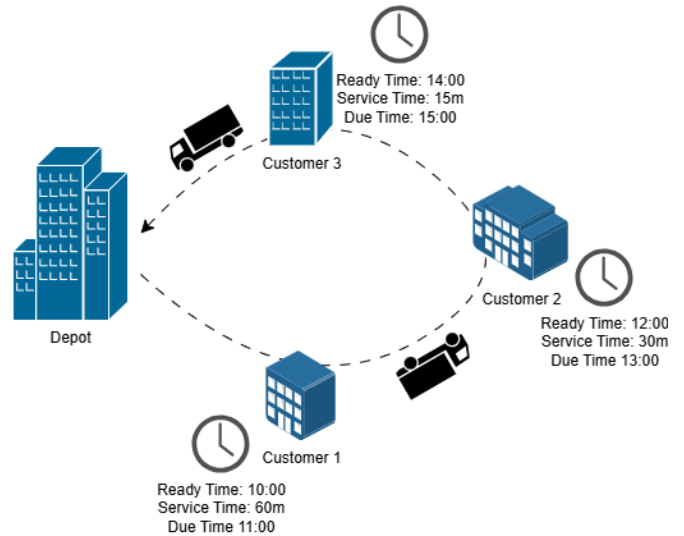 Ready Time: 14:00
Service Time: 15m
Due Time: 15:00
Customer 3
Customer 2
Ready Time: 12:00
Service Time: 30m
Due Time 13:00
Depot
Customer 1
Ready Time: 10:00
Service Time: 60m
Due Time 11:00